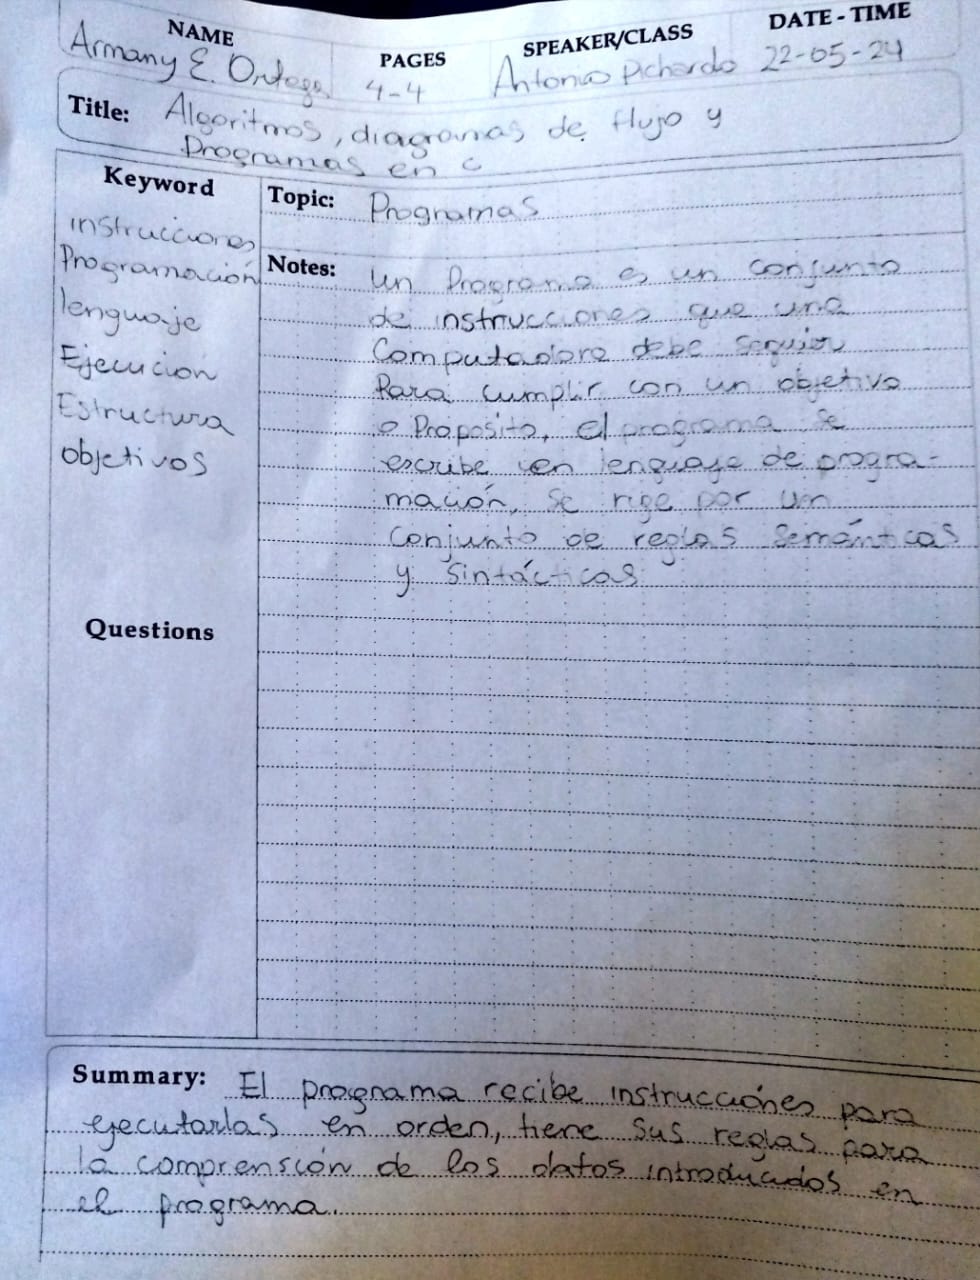 NAME PAGES SPEAKER/CLASS DATE - TIME
Armany E. Ortega 4-4 Antonio Pichardo 22-05-24
Title: Algoritmos, diagramas de flujo y
Programas en c
Keyword
instrucciones
Programación
lenguaje
Ejecución
Estructura
objetivos
Questions
Topic: Programas
Notes: Un Programa es un conjunto
de instrucciones que una
Computadora debe seguir
Para cumplir con un objetivo
o Proposito, el programa se
escribe en lenguaje de progra-
mación, se rige por un
Conjunto de reglas Semánticas
y Sintácticas
Summary: El programa recibe instrucciónes para
ejecutarlas en orden, tiene sus reglas para
la comprensión de los datos introducidos en
el programa.